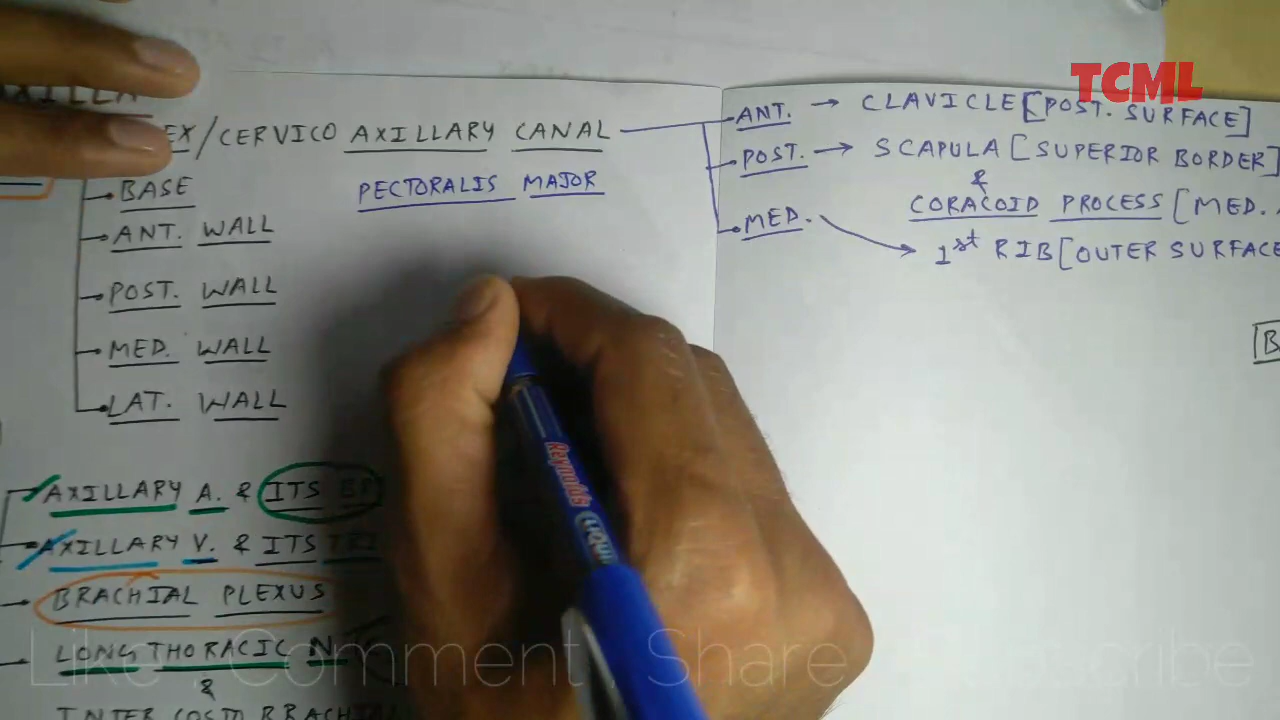 TCML
AXILLA
EX/CERVICO AXILLARY CANAL
BASE
PECTORALIS MAJOR
ANT. WALL
POST. WALL
MED. WALL
LAT. WALL
AXILLARY A. & ITS
AXILLARY V. & ITS
BRACHIAL PLEXUS
LONG THORACIC N
&
ANT. → CLAVICLE [POST. SURFACE]
POST. → SCAPULA [SUPERIOR BORDER]
&
CORACOID PROCESS [MED.
MED. → 1st RIB [OUTER SURFACE
B
Like, Comment, Share